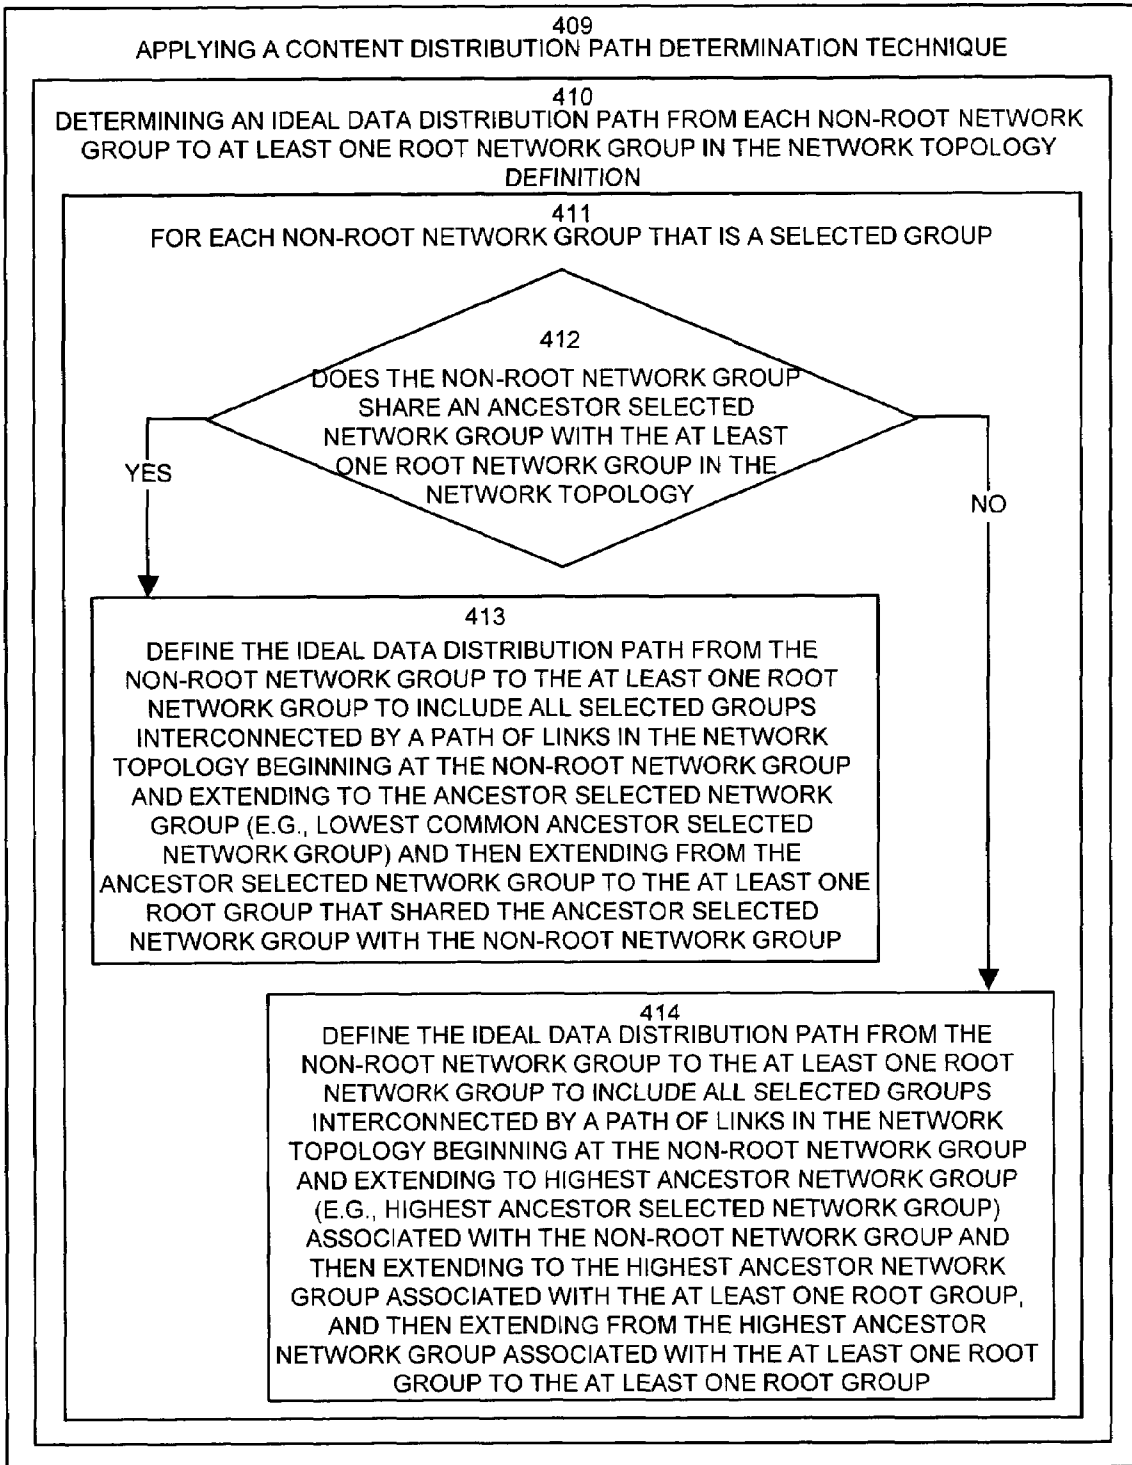 409
APPLYING A CONTENT DISTRIBUTION PATH DETERMINATION TECHNIQUE
410
DETERMINING AN IDEAL DATA DISTRIBUTION PATH FROM EACH NON-ROOT NETWORK
GROUP TO AT LEAST ONE ROOT NETWORK GROUP IN THE NETWORK TOPOLOGY
DEFINITION
411
FOR EACH NON-ROOT NETWORK GROUP THAT IS A SELECTED GROUP
412
DOES THE NON-ROOT NETWORK GROUP
SHARE AN ANCESTOR SELECTED
NETWORK GROUP WITH THE AT LEAST
ONE ROOT NETWORK GROUP IN THE
NETWORK TOPOLOGY
YES
NO
413
DEFINE THE IDEAL DATA DISTRIBUTION PATH FROM THE
NON-ROOT NETWORK GROUP TO THE AT LEAST ONE ROOT
NETWORK GROUP TO INCLUDE ALL SELECTED GROUPS
INTERCONNECTED BY A PATH OF LINKS IN THE NETWORK
TOPOLOGY BEGINNING AT THE NON-ROOT NETWORK GROUP
AND EXTENDING TO THE ANCESTOR SELECTED NETWORK
GROUP (E.G., LOWEST COMMON ANCESTOR SELECTED
NETWORK GROUP) AND THEN EXTENDING FROM THE
ANCESTOR SELECTED NETWORK GROUP TO THE AT LEAST ONE
ROOT GROUP THAT SHARED THE ANCESTOR SELECTED
NETWORK GROUP WITH THE NON-ROOT NETWORK GROUP
414
DEFINE THE IDEAL DATA DISTRIBUTION PATH FROM THE
NON-ROOT NETWORK GROUP TO THE AT LEAST ONE ROOT
NETWORK GROUP TO INCLUDE ALL SELECTED GROUPS
INTERCONNECTED BY A PATH OF LINKS IN THE NETWORK
TOPOLOGY BEGINNING AT THE NON-ROOT NETWORK GROUP
AND EXTENDING TO HIGHEST ANCESTOR NETWORK GROUP
(E.G., HIGHEST ANCESTOR SELECTED NETWORK GROUP)
ASSOCIATED WITH THE NON-ROOT NETWORK GROUP AND
THEN EXTENDING TO THE HIGHEST ANCESTOR NETWORK
GROUP ASSOCIATED WITH THE AT LEAST ONE ROOT GROUP,
AND THEN EXTENDING FROM THE HIGHEST ANCESTOR
NETWORK GROUP ASSOCIATED WITH THE AT LEAST ONE ROOT
GROUP TO THE AT LEAST ONE ROOT GROUP